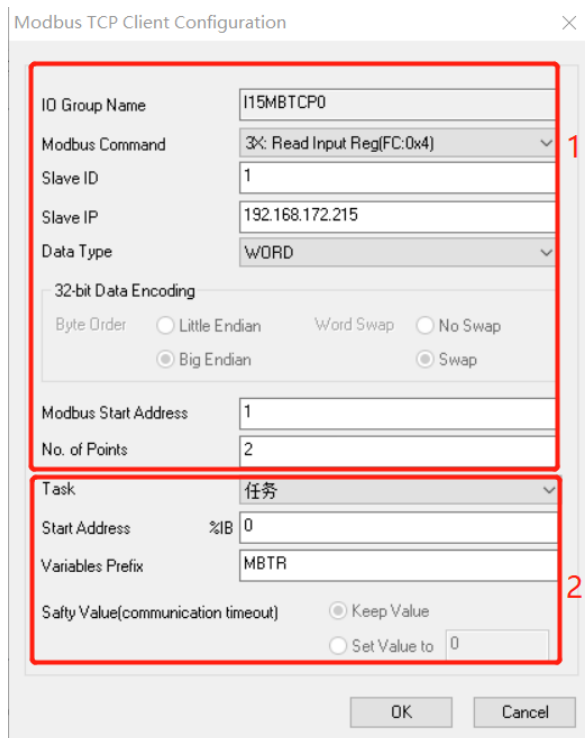 Modbus TCP Client Configuration
IO Group Name I15MBTCP0
Modbus Command 3X: Read Input Reg(FC:0x4)
1
Slave ID 1
Slave IP 192.168.172.215
Data Type WORD
32-bit Data Encoding
Byte Order Little Endian Word Swap No Swap
Big Endian Swap
Modbus Start Address 1
No. of Points 2
Task 任务
Start Address %IB 0
Variables Prefix MBTR
2
Safty Value(communication timeout) Keep Value
Set Value to 0
OK Cancel